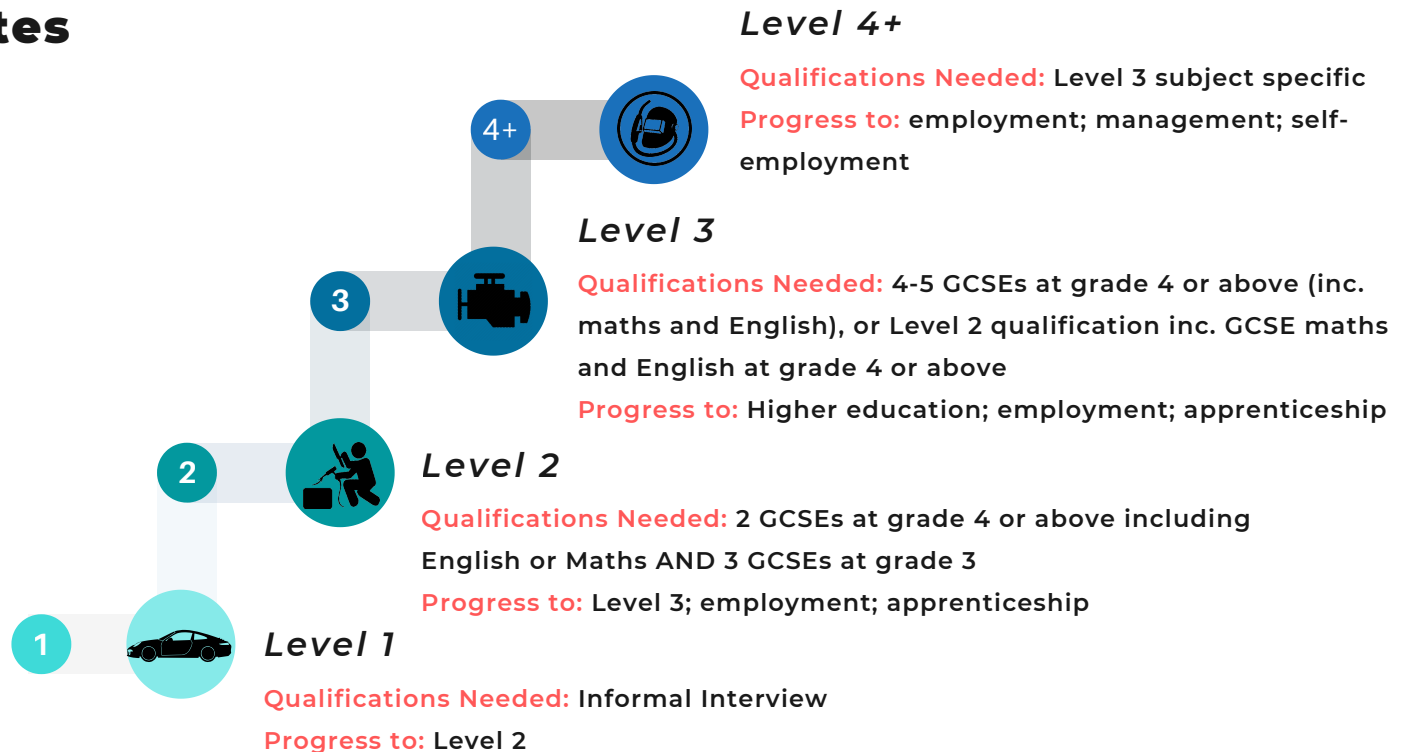 Level 4+
Qualifications Needed: Level 3 subject specific
Progress to: employment; management; self-
employment
4+
Level 3
Qualifications Needed: 4-5 GCSEs at grade 4 or above (inc.
maths and English), or Level 2 qualification inc. GCSE maths
and English at grade 4 or above
Progress to: Higher education; employment; apprenticeship
3
Level 2
Qualifications Needed: 2 GCSEs at grade 4 or above including
English or Maths AND 3 GCSEs at grade 3
Progress to: Level 3; employment; apprenticeship
2
Level 1
Qualifications Needed: Informal Interview
Progress to: Level 2
1